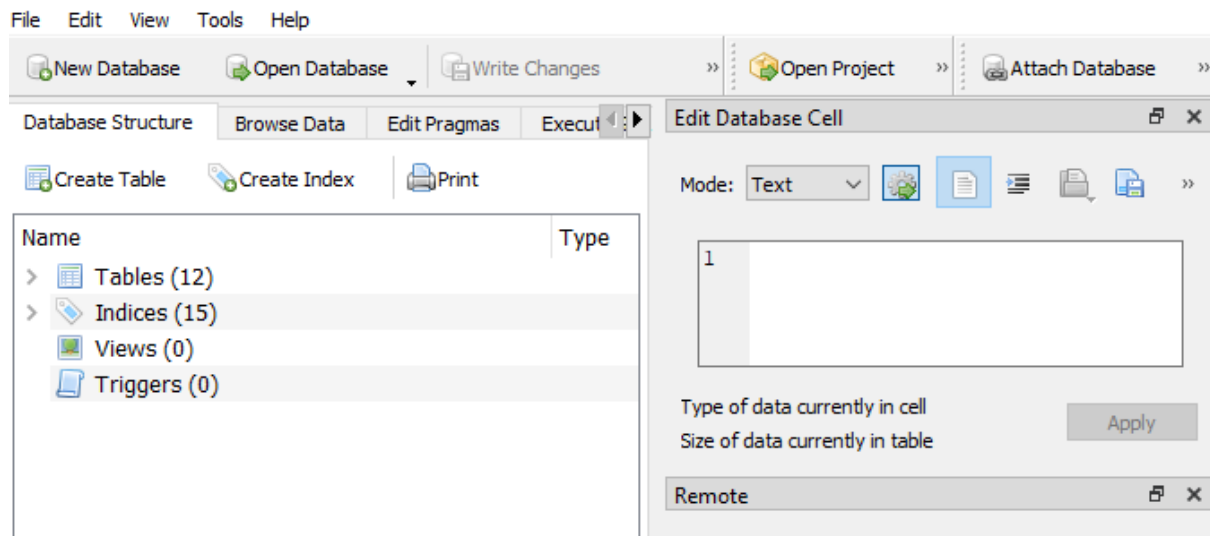 File Edit View Tools Help
New Database Open Database Write Changes » Open Project » Attach Database »
Database Structure Browse Data Edit Pragmas Execut
Edit Database Cell
Create Table Create Index Print
Mode: Text »
Name Type
Tables (12)
Indices (15)
Views (0)
Triggers (0)
1
Type of data currently in cell
Size of data currently in table
Apply
Remote